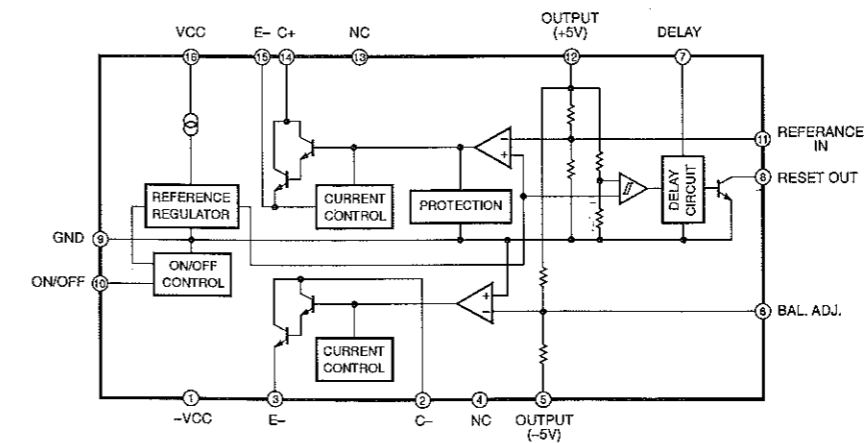 OUTPUT
(+5V)
VCC
E– C+
NC
DELAY
16
15
14
13
12
7
REFERANCE
IN
11
RESET OUT
8
REFERENCE
REGULATOR
CURRENT
CONTROL
PROTECTION
DELAY
CIRCUIT
GND
9
ON/OFF
CONTROL
ON/OFF
10
BAL. ADJ.
6
CURRENT
CONTROL
1
3
2
4
5
–VCC
E–
C–
NC
OUTPUT
(–5V)